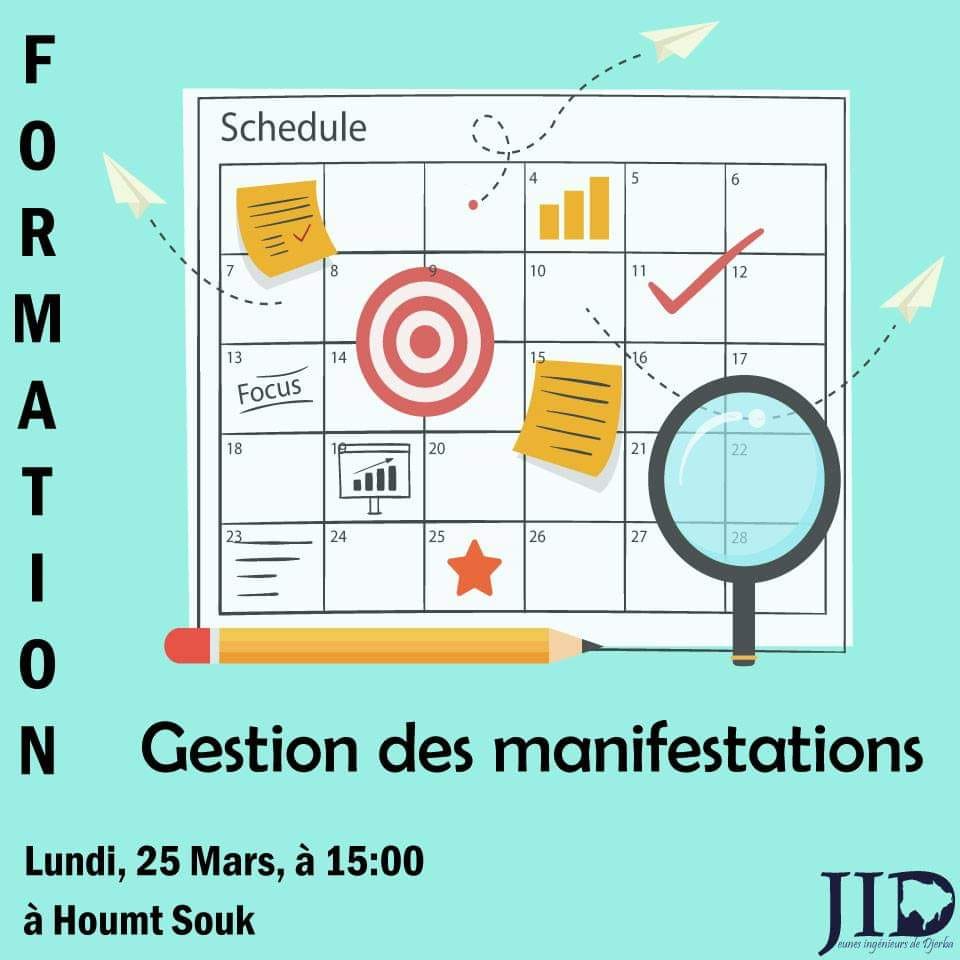 FORMATION
Schedule
4 5 6
7 8 9 10 11 12
13 14 15 16 17
Focus
18 19 20 21 22
23 24 25 26 27 28
Gestion des manifestations
Lundi, 25 Mars, à 15:00
à Houmt Souk
JID
Jeunes ingénieurs de Djerba